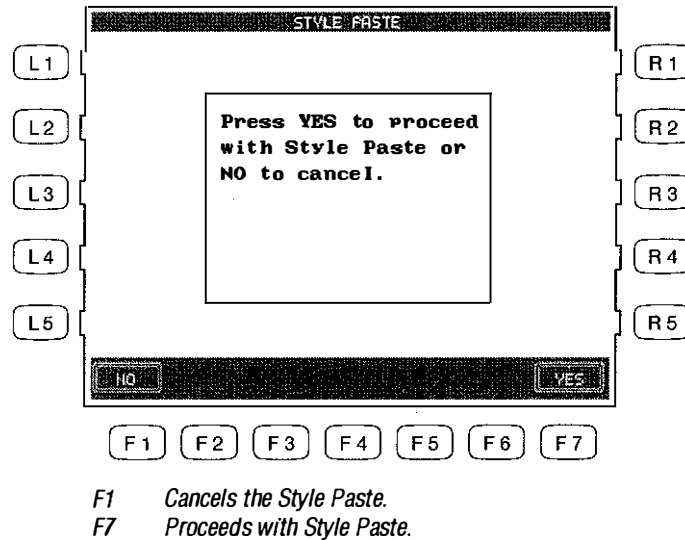 STYLE PASTE
L1
R1
L2
R2
L3
R3
L4
R4
L5
R5
Press YES to proceed
with Style Paste or
NO to cancel.
NO
YES
F1 F2 F3 F4 F5 F6 F7
F1 Cancels the Style Paste.
F7 Proceeds with Style Paste.